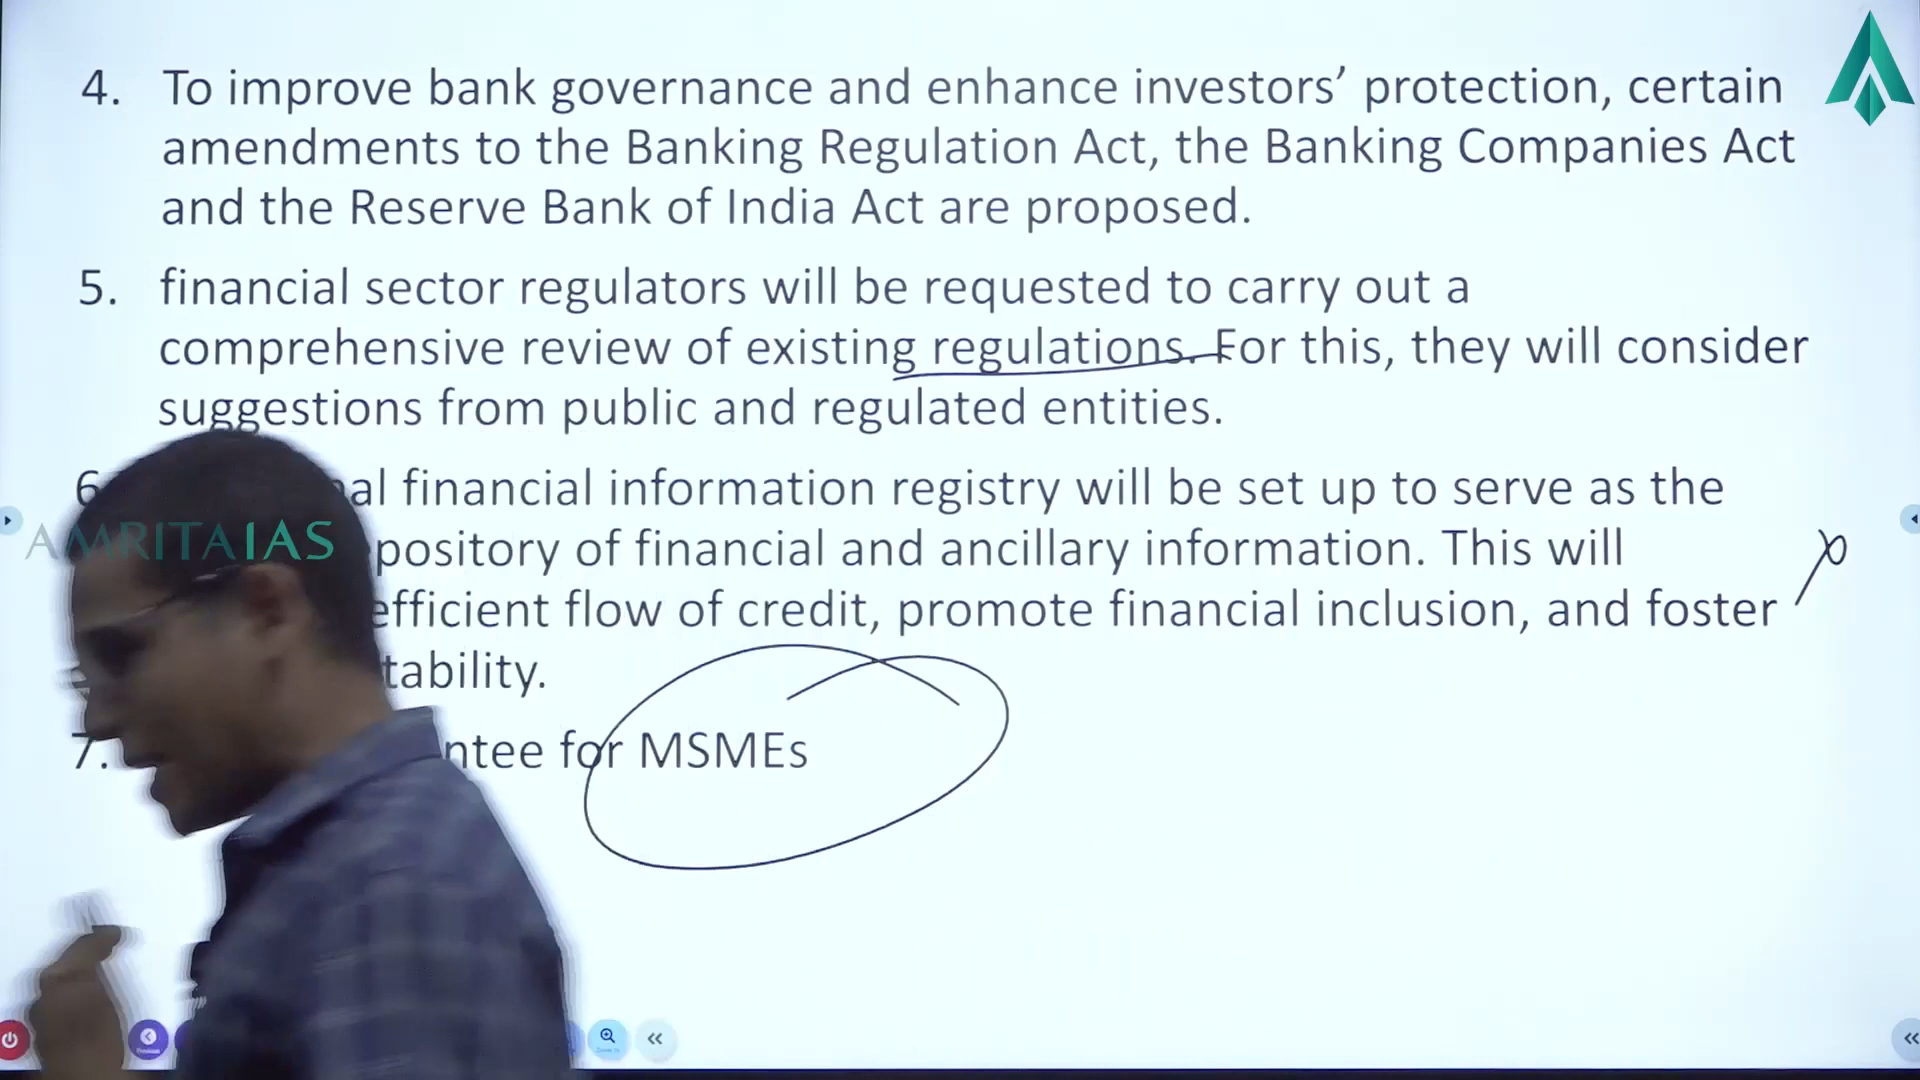 4. To improve bank governance and enhance investors’ protection, certain
amendments to the Banking Regulation Act, the Banking Companies Act
and the Reserve Bank of India Act are proposed.
5. financial sector regulators will be requested to carry out a
comprehensive review of existing regulations. For this, they will consider
suggestions from public and regulated entities.
6 al financial information registry will be set up to serve as the
AMRITA IAS
pository of financial and ancillary information. This will
efficient flow of credit, promote financial inclusion, and foster
tability.
7. ntee for MSMEs
Previous